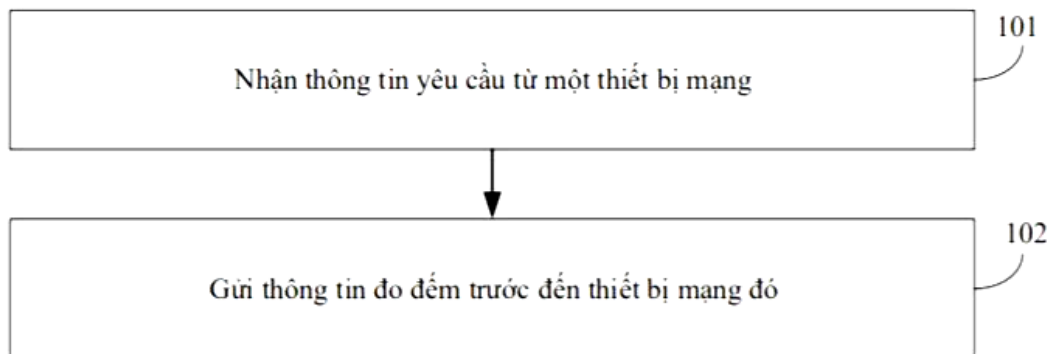 101
Nhận thông tin yêu cầu từ một thiết bị mạng
102
Gửi thông tin đo đếm trước đến thiết bị mạng đó